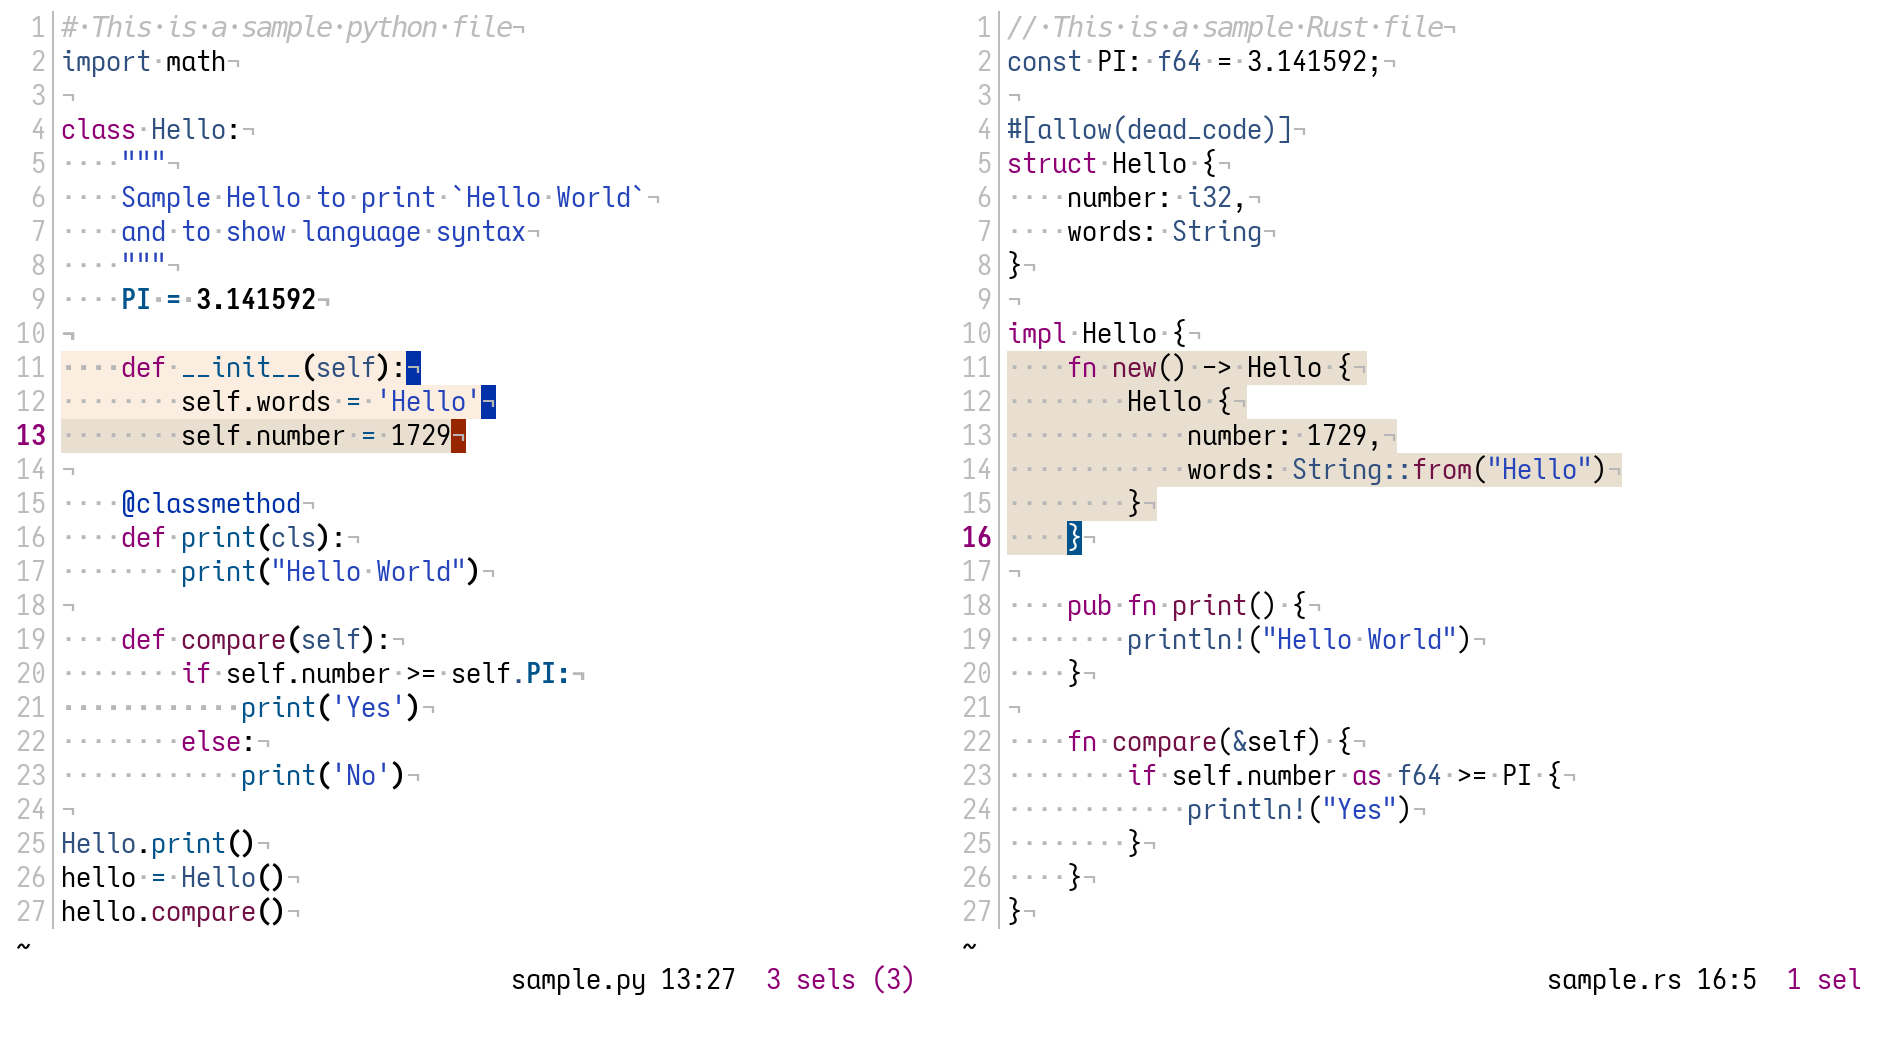 1 #·This·is·a·sample·python·file¬
2 import·math¬
3 ¬
4 class·Hello:¬
5 ····"""¬
6 ····Sample·Hello·to·print·`Hello·World`¬
7 ····and·to·show·language·syntax¬
8 ····"""¬
9 ····PI·=·3.141592¬
10 ¬
11 ····def·__init__(self):¬
12 ········self.words·=·'Hello'¬
13 ········self.number·=·1729¬
14 ¬
15 ····@classmethod¬
16 ····def·print(cls):¬
17 ········print("Hello·World")¬
18 ¬
19 ····def·compare(self):¬
20 ········if·self.number·>=·self.PI:¬
21 ············print('Yes')¬
22 ········else:¬
23 ············print('No')¬
24 ¬
25 Hello.print()¬
26 hello·=·Hello()¬
27 hello.compare()¬
~
sample.py 13:27 3 sels (3)
1 //·This·is·a·sample·Rust·file¬
2 const·PI:·f64·=·3.141592;¬
3 ¬
4 #[allow(dead_code)]¬
5 struct·Hello·{¬
6 ····number:·i32,¬
7 ····words:·String¬
8 }¬
9 ¬
10 impl·Hello·{¬
11 ····fn·new()·->·Hello·{¬
12 ········Hello·{¬
13 ············number:·1729,¬
14 ············words:·String::from("Hello")¬
15 ········}¬
16 ····}¬
17 ¬
18 ····pub·fn·print()·{¬
19 ········println!("Hello·World")¬
20 ····}¬
21 ¬
22 ····fn·compare(&self)·{¬
23 ········if·self.number·as·f64·>=·PI·{¬
24 ············println!("Yes")¬
25 ········}¬
26 ····}¬
27 }¬
~
sample.rs 16:5 1 sel